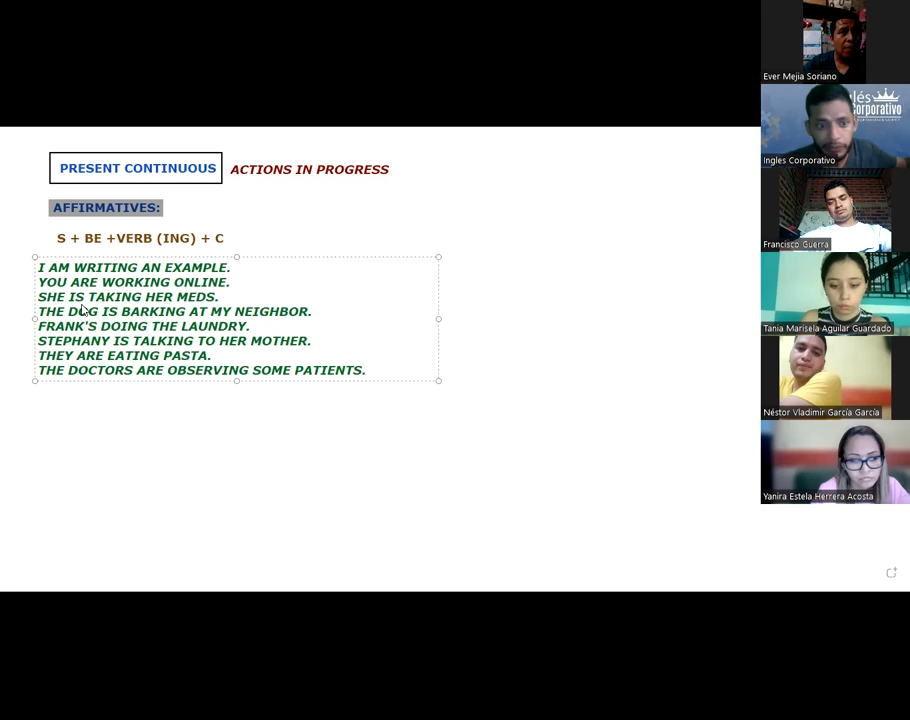 PRESENT CONTINUOUS ACTIONS IN PROGRESS
AFFIRMATIVES:
S + BE +VERB (ING) + C
I AM WRITING AN EXAMPLE.
YOU ARE WORKING ONLINE.
SHE IS TAKING HER MEDS.
THE DOG IS BARKING AT MY NEIGHBOR.
FRANK'S DOING THE LAUNDRY.
STEPHANY IS TALKING TO HER MOTHER.
THEY ARE EATING PASTA.
THE DOCTORS ARE OBSERVING SOME PATIENTS.
Ever Mejia Soriano
lés
Corporativo
Ingles Corporativo
Francisco Guerra
Tania Marisela Aguilar Guardado
Néstor Vladimir García García
Yanira Estela Herrera Acosta